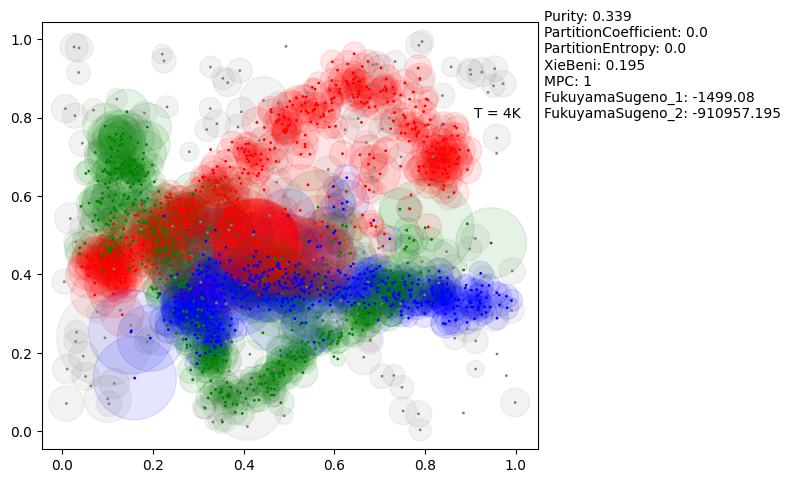 Purity: 0.339
PartitionCoefficient: 0.0
PartitionEntropy: 0.0
XieBeni: 0.195
MPC: 1
FukuyamaSugeno_1: -1499.08
FukuyamaSugeno_2: -910957.195
T = 4K
1.0
0.8
0.6
0.4
0.2
0.0
0.0 0.2 0.4 0.6 0.8 1.0